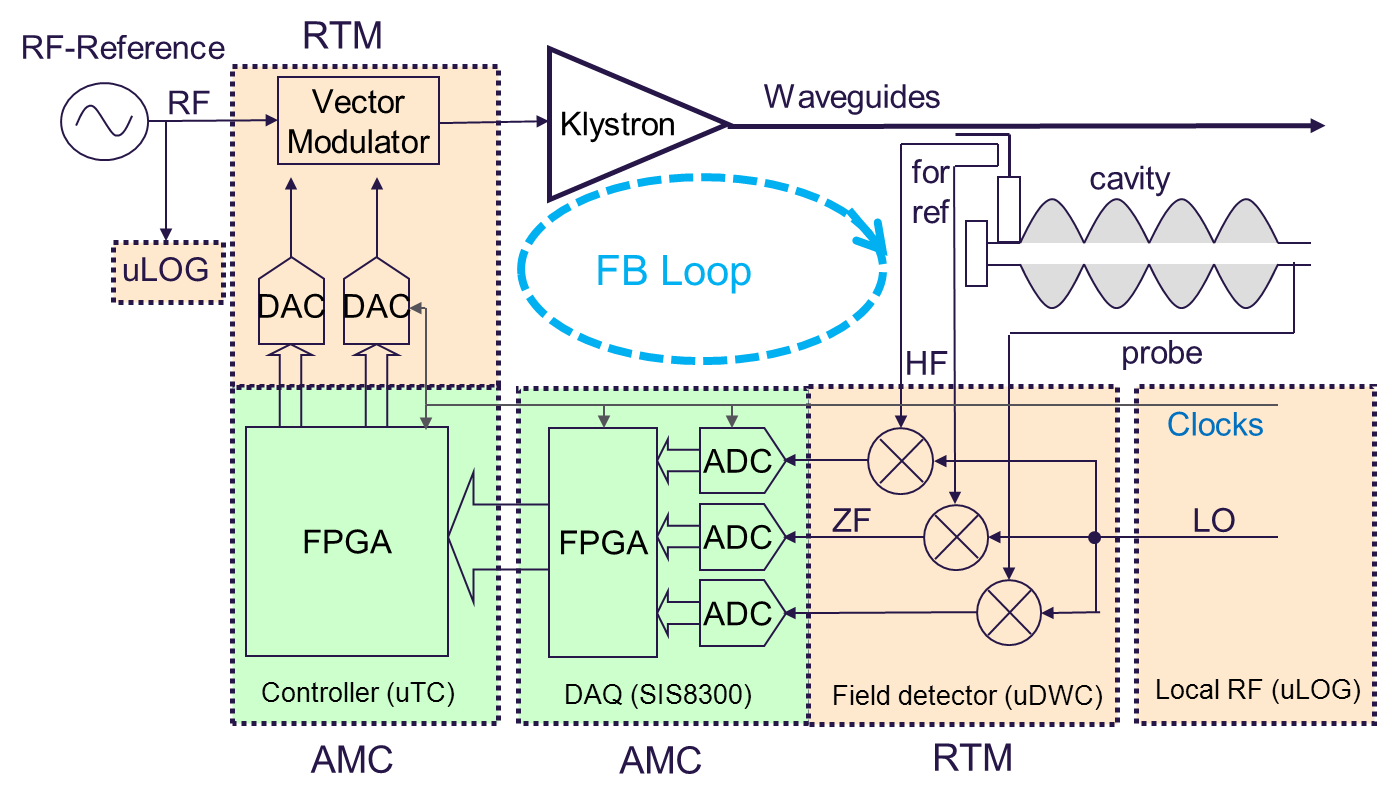 RTM
RF-Reference
RF
Vector
Modulator
Klystron
Waveguides
for
ref
cavity
uLOG
DAC
DAC
FB Loop
HF
probe
Clocks
FPGA
FPGA
ADC
ADC
ADC
ZF
LO
Controller (uTC)
DAQ (SIS8300)
Field detector (uDWC)
Local RF (uLOG)
AMC
AMC
RTM